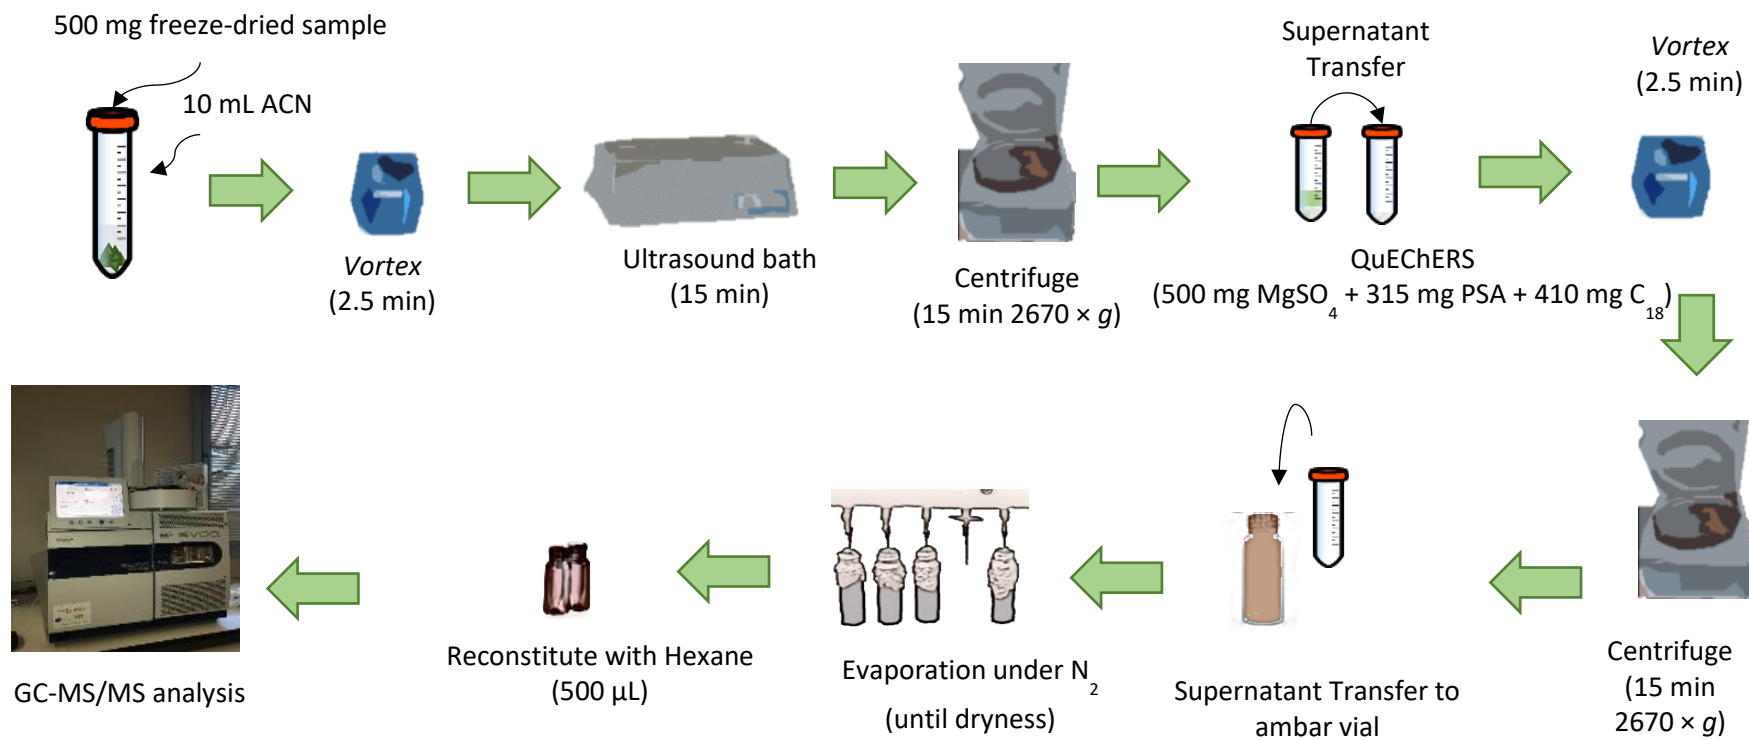 500 mg freeze-dried sample
10 mL ACN
Vortex
(2.5 min)
Ultrasound bath
(15 min)
Centrifuge
(15 min 2670 × g)
Supernatant
Transfer
QuEChERS
(500 mg MgSO4 + 315 mg PSA + 410 mg C18)
Vortex
(2.5 min)
Centrifuge
(15 min
2670 × g)
Supernatant Transfer to
ambar vial
Evaporation under N2
(until dryness)
Reconstitute with Hexane
(500 µL)
GC-MS/MS analysis